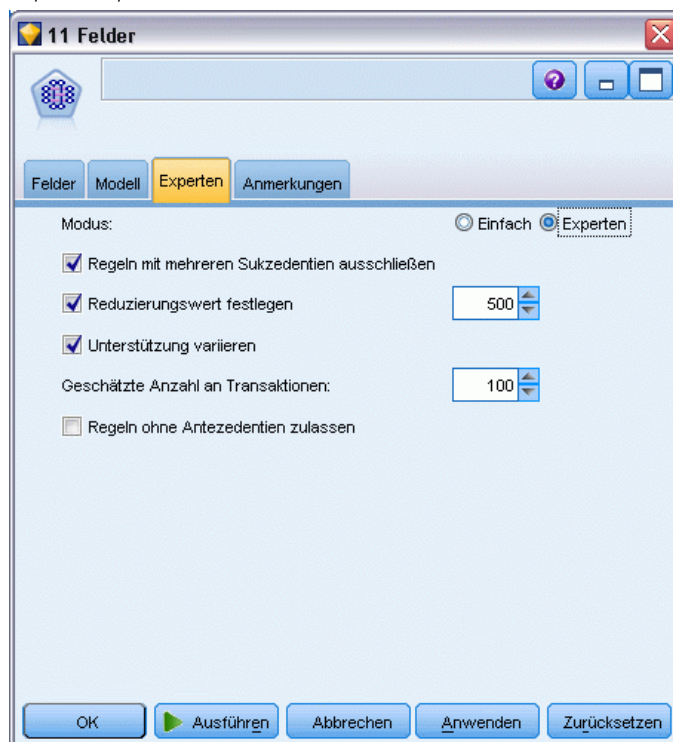 11 Felder
Felder Modell Experten Anmerkungen
Modus: Einfach Experten
Regeln mit mehreren Sukzedentien ausschließen
Reduzierungswert festlegen 500
Unterstützung variieren
Geschätzte Anzahl an Transaktionen: 100
Regeln ohne Antezedentien zulassen
OK Ausführen Abbrechen Anwenden Zurücksetzen